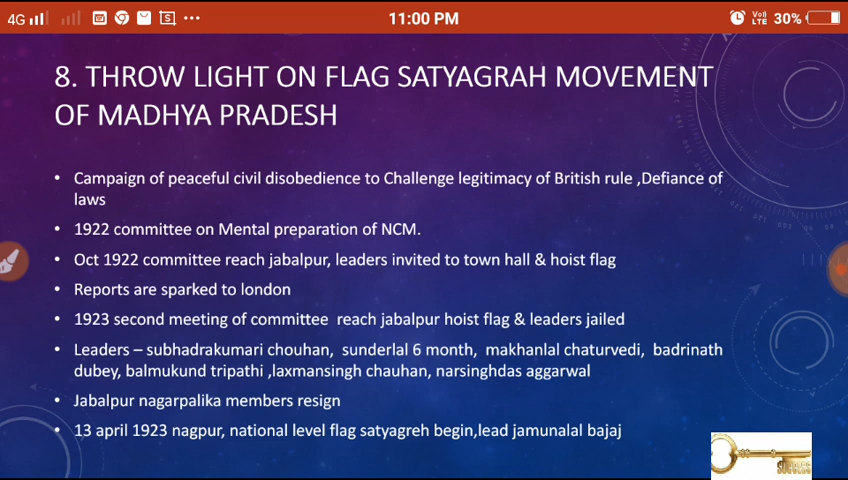 4G 11:00 PM Vo)) LTE 30%
8. THROW LIGHT ON FLAG SATYAGRAH MOVEMENT
OF MADHYA PRADESH
• Campaign of peaceful civil disobedience to Challenge legitimacy of British rule ,Defiance of
laws
• 1922 committee on Mental preparation of NCM.
• Oct 1922 committee reach jabalpur, leaders invited to town hall & hoist flag
• Reports are sparked to london
• 1923 second meeting of committee reach jabalpur hoist flag & leaders jailed
• Leaders – subhadrakumari chouhan, sunderlal 6 month, makhanlal chaturvedi, badrinath
dubey, balmukund tripathi ,laxmansingh chauhan, narsinghdas aggarwal
• Jabalpur nagarpalika members resign
• 13 april 1923 nagpur, national level flag satyagreh begin,lead jamunalal bajaj
SUCCESS